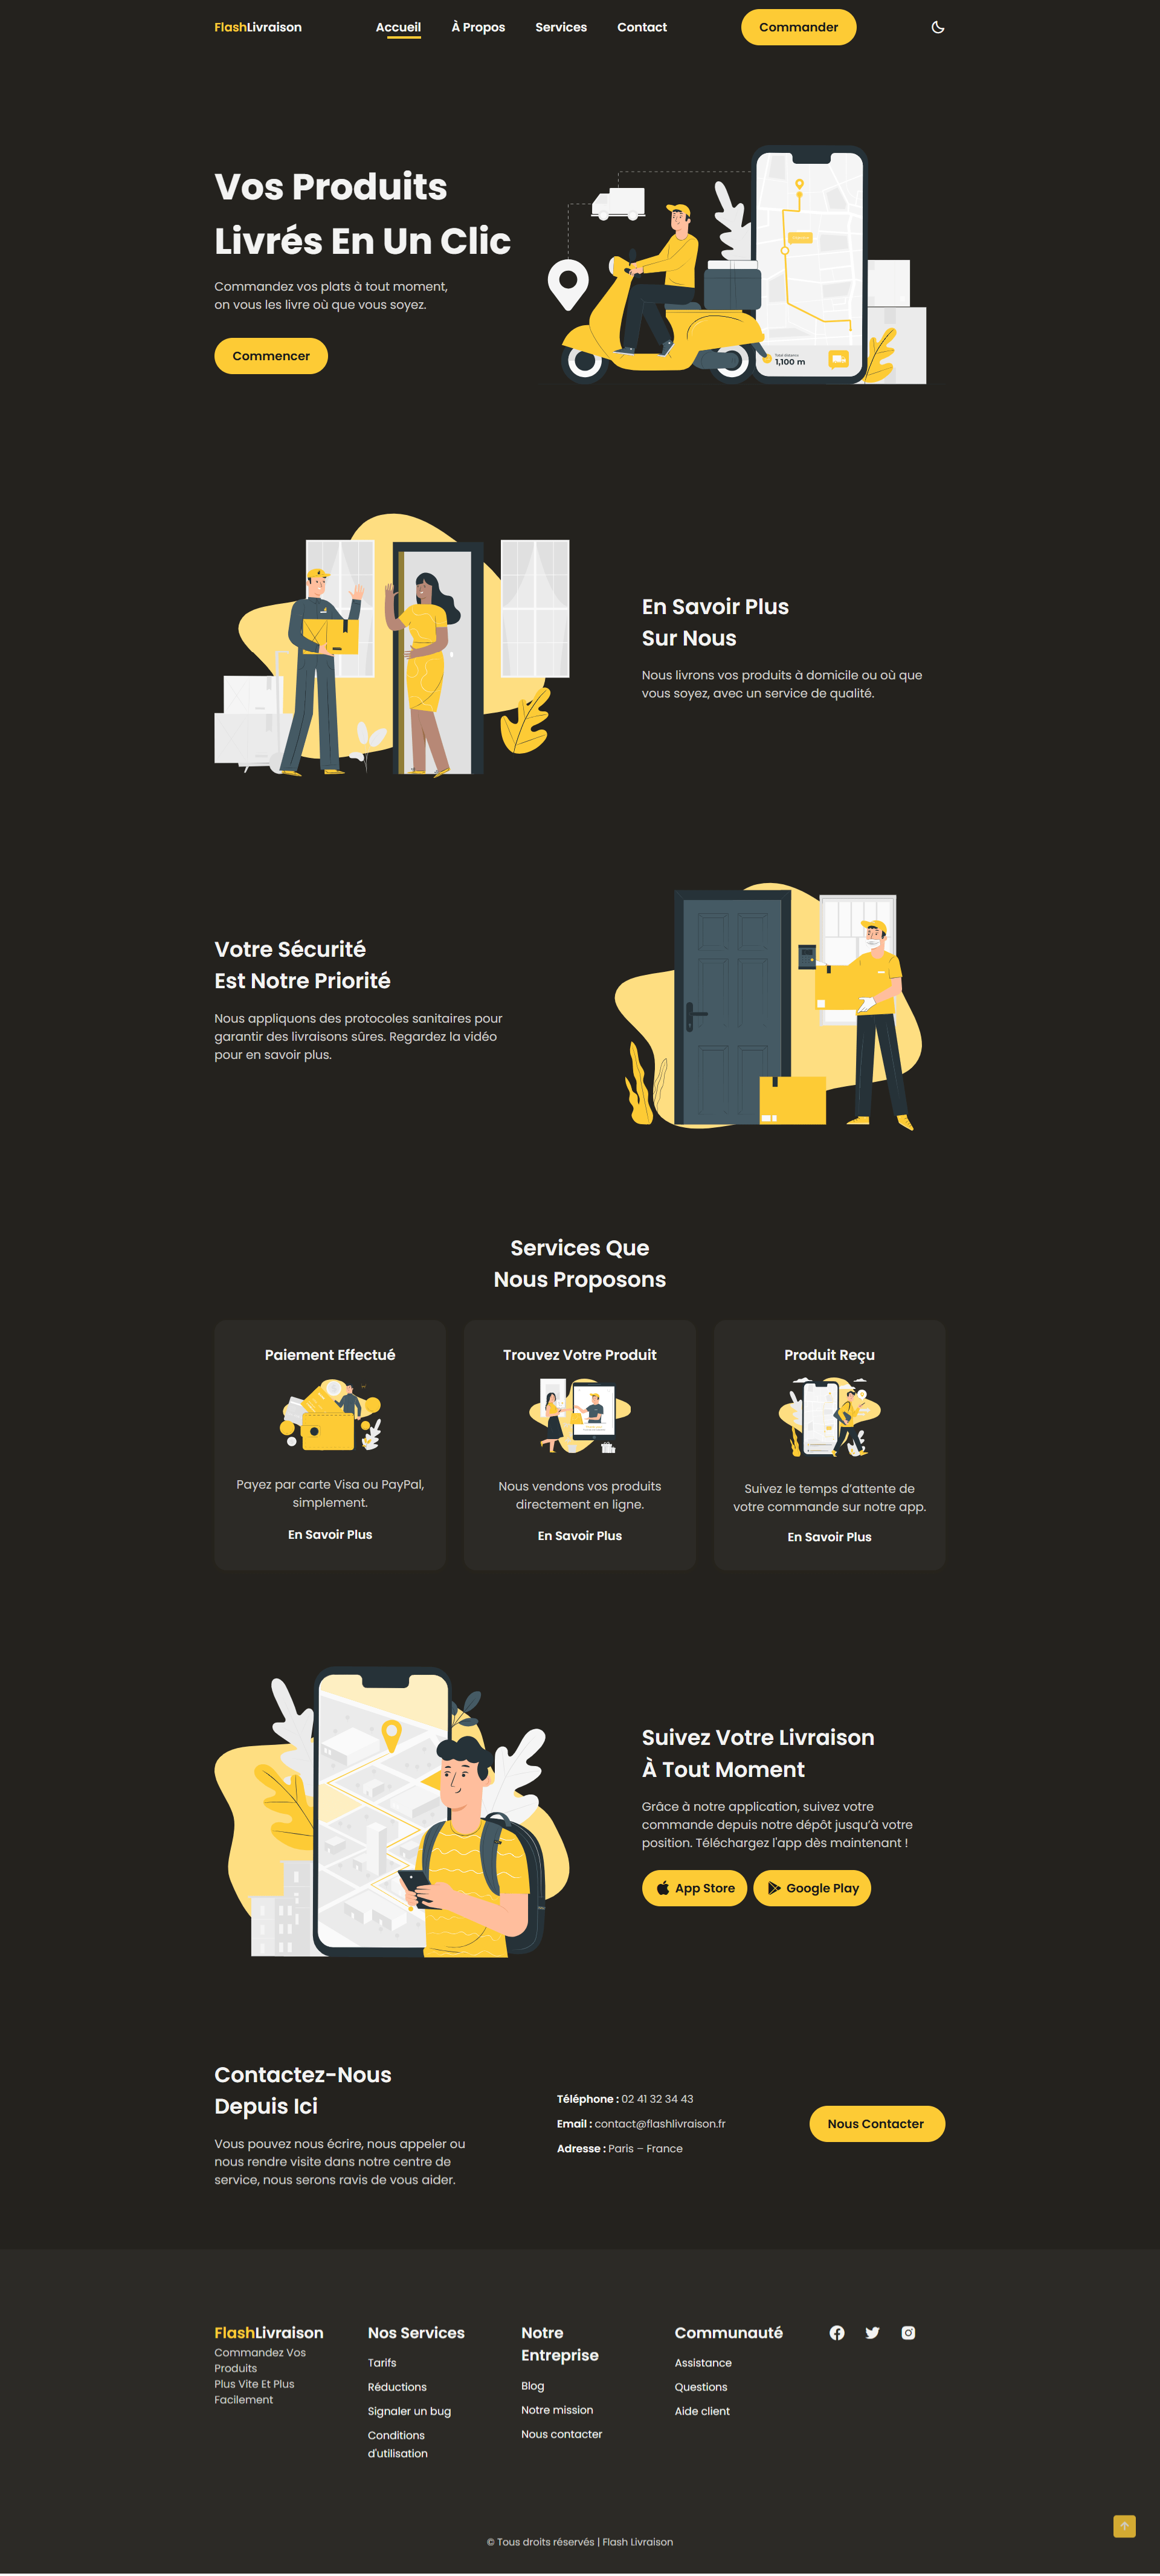 FlashLivraison
Accueil
À Propos
Services
Contact
Commander
Vos Produits
Livrés En Un Clic
Commandez vos plats à tout moment,
on vous les livre où que vous soyez.
Commencer
1,100 m
En Savoir Plus
Sur Nous
Nous livrons vos produits à domicile ou où que
vous soyez, avec un service de qualité.
Votre Sécurité
Est Notre Priorité
Nous appliquons des protocoles sanitaires pour
garantir des livraisons sûres. Regardez la vidéo
pour en savoir plus.
Services Que
Nous Proposons
Paiement Effectué
Payez par carte Visa ou PayPal,
simplement.
En Savoir Plus
Trouvez Votre Produit
Nous vendons vos produits
directement en ligne.
En Savoir Plus
Produit Reçu
Suivez le temps d’attente de
votre commande sur notre app.
En Savoir Plus
Suivez Votre Livraison
À Tout Moment
Grâce à notre application, suivez votre
commande depuis notre dépôt jusqu’à votre
position. Téléchargez l'app dès maintenant !
App Store
Google Play
Contactez-Nous
Depuis Ici
Vous pouvez nous écrire, nous appeler ou
nous rendre visite dans notre centre de
service, nous serons ravis de vous aider.
Téléphone : 02 41 32 34 43
Email : contact@flashlivraison.fr
Adresse : Paris – France
Nous Contacter
FlashLivraison
Commandez Vos
Produits
Plus Vite Et Plus
Facilement
Nos Services
Tarifs
Réductions
Signaler un bug
Conditions
d'utilisation
Notre
Entreprise
Blog
Notre mission
Nous contacter
Communauté
Assistance
Questions
Aide client
© Tous droits réservés | Flash Livraison